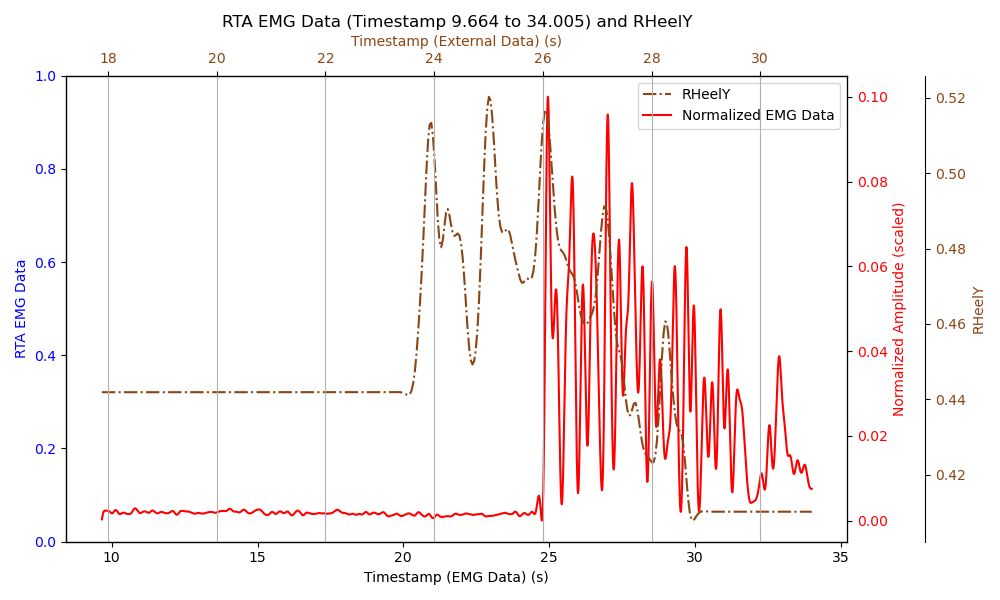 RTA EMG Data (Timestamp 9.664 to 34.005) and RHeelY
Timestamp (External Data) (s)
18 20 22 24 26 28 30
RHeelY
Normalized EMG Data
1.0
0.8
0.6
0.4
0.2
0.0
RTA EMG Data
0.10
0.08
0.06
0.04
0.02
0.00
Normalized Amplitude (scaled)
0.52
0.50
0.48
0.46
0.44
0.42
RHeelY
10 15 20 25 30 35
Timestamp (EMG Data) (s)